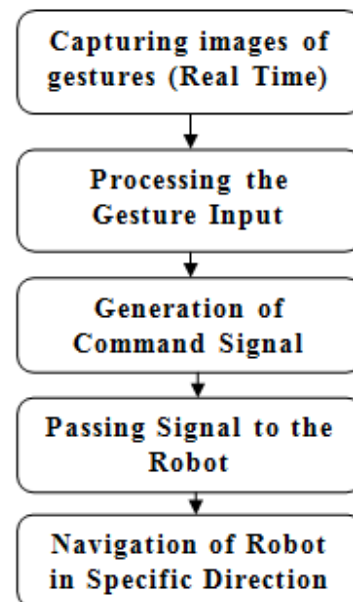 Capturing images of
gestures (Real Time)
Processing the
Gesture Input
Generation of
Command Signal
Passing Signal to the
Robot
Navigation of Robot
in Specific Direction